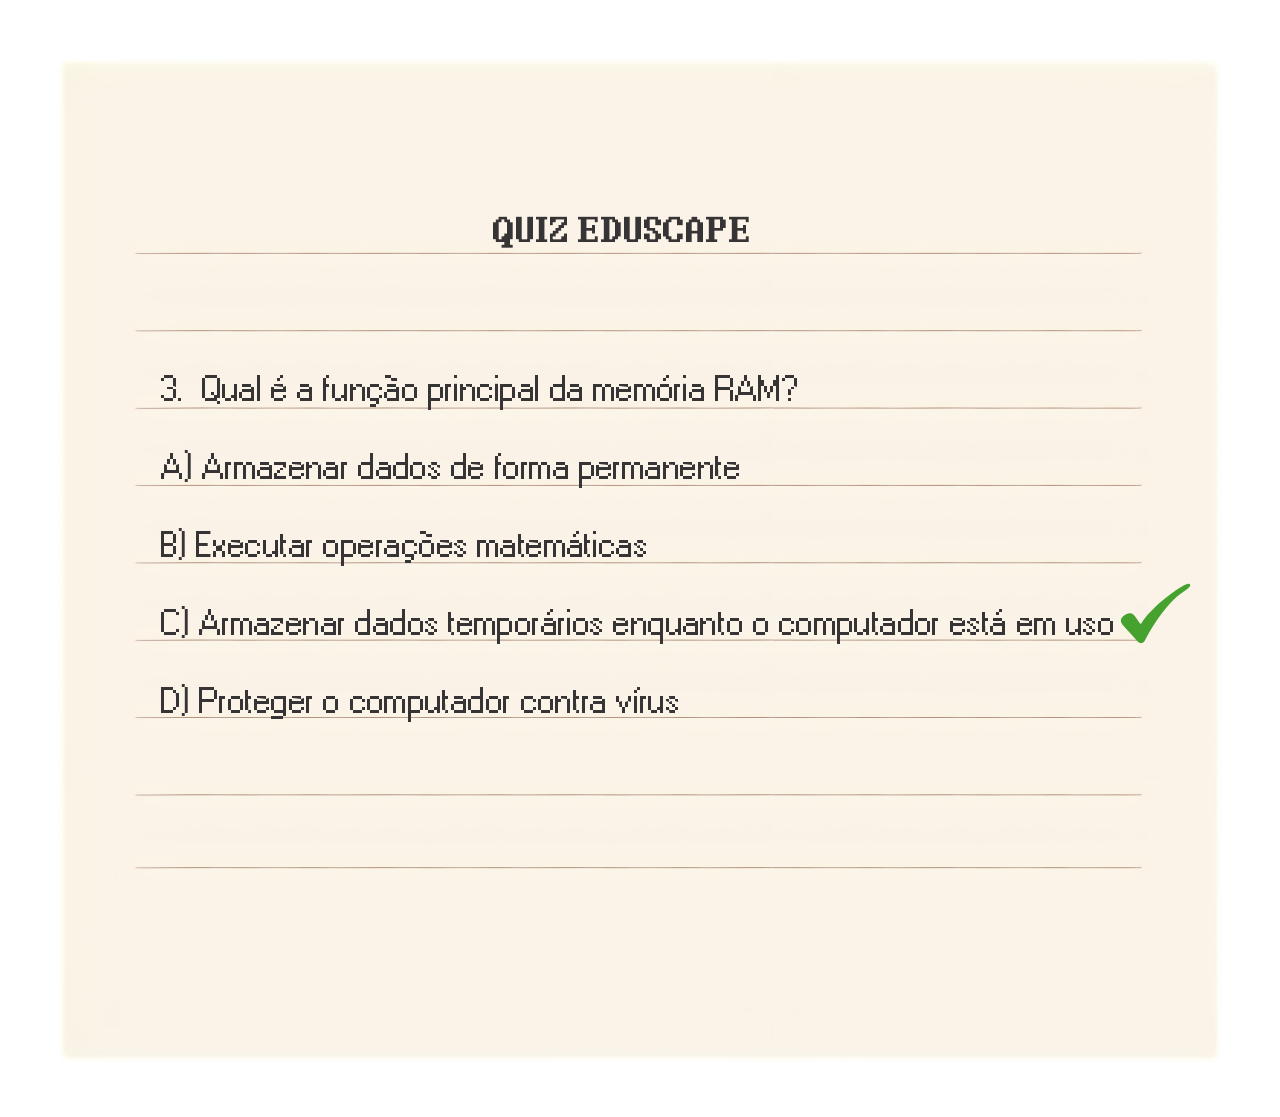 QUIZ EDUSCAPE
3. Qual é a função principal da memória RAM?
A) Armazenar dados de forma permanente
B) Executar operações matemáticas
C) Armazenar dados temporários enquanto o computador está em uso
D) Proteger o computador contra vírus